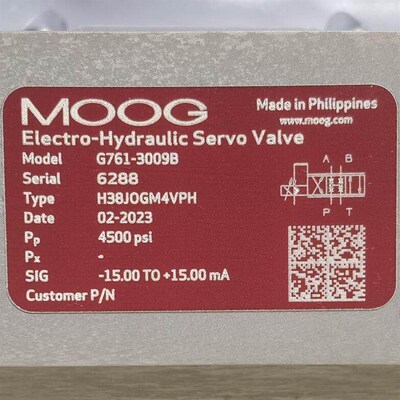 MOOG
Made in Philippines
www.moog.com
Electro-Hydraulic Servo Valve
Model G761-3009B
Serial 6288
Type H38JOGM4VPH
Date 02-2023
Pp 4500 psi
Px -
SIG -15.00 TO +15.00 mA
Customer P/N
A B
P T